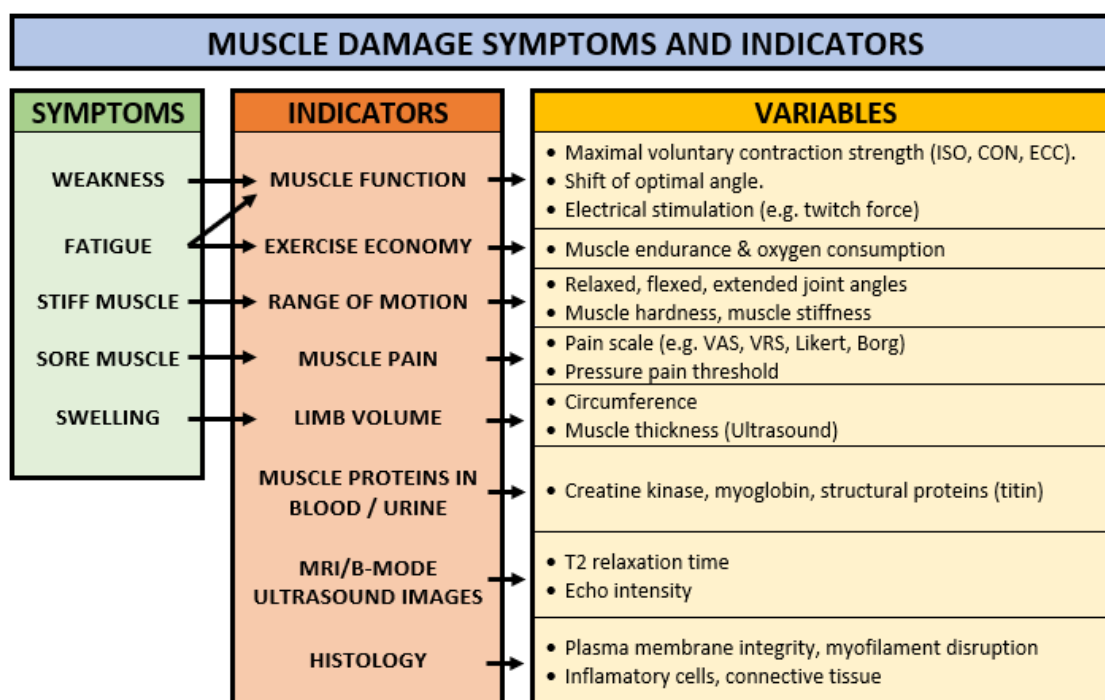 MUSCLE DAMAGE SYMPTOMS AND INDICATORS
SYMPTOMS
WEAKNESS
FATIGUE
STIFF MUSCLE
SORE MUSCLE
SWELLING
INDICATORS
MUSCLE FUNCTION
EXERCISE ECONOMY
RANGE OF MOTION
MUSCLE PAIN
LIMB VOLUME
MUSCLE PROTEINS IN
BLOOD / URINE
MRI/B-MODE
ULTRASOUND IMAGES
HISTOLOGY
VARIABLES
• Maximal voluntary contraction strength (ISO, CON, ECC).
• Shift of optimal angle.
• Electrical stimulation (e.g. twitch force)
• Muscle endurance & oxygen consumption
• Relaxed, flexed, extended joint angles
• Muscle hardness, muscle stiffness
• Pain scale (e.g. VAS, VRS, Likert, Borg)
• Pressure pain threshold
• Circumference
• Muscle thickness (Ultrasound)
• Creatine kinase, myoglobin, structural proteins (titin)
• T2 relaxation time
• Echo intensity
• Plasma membrane integrity, myofilament disruption
• Inflamatory cells, connective tissue